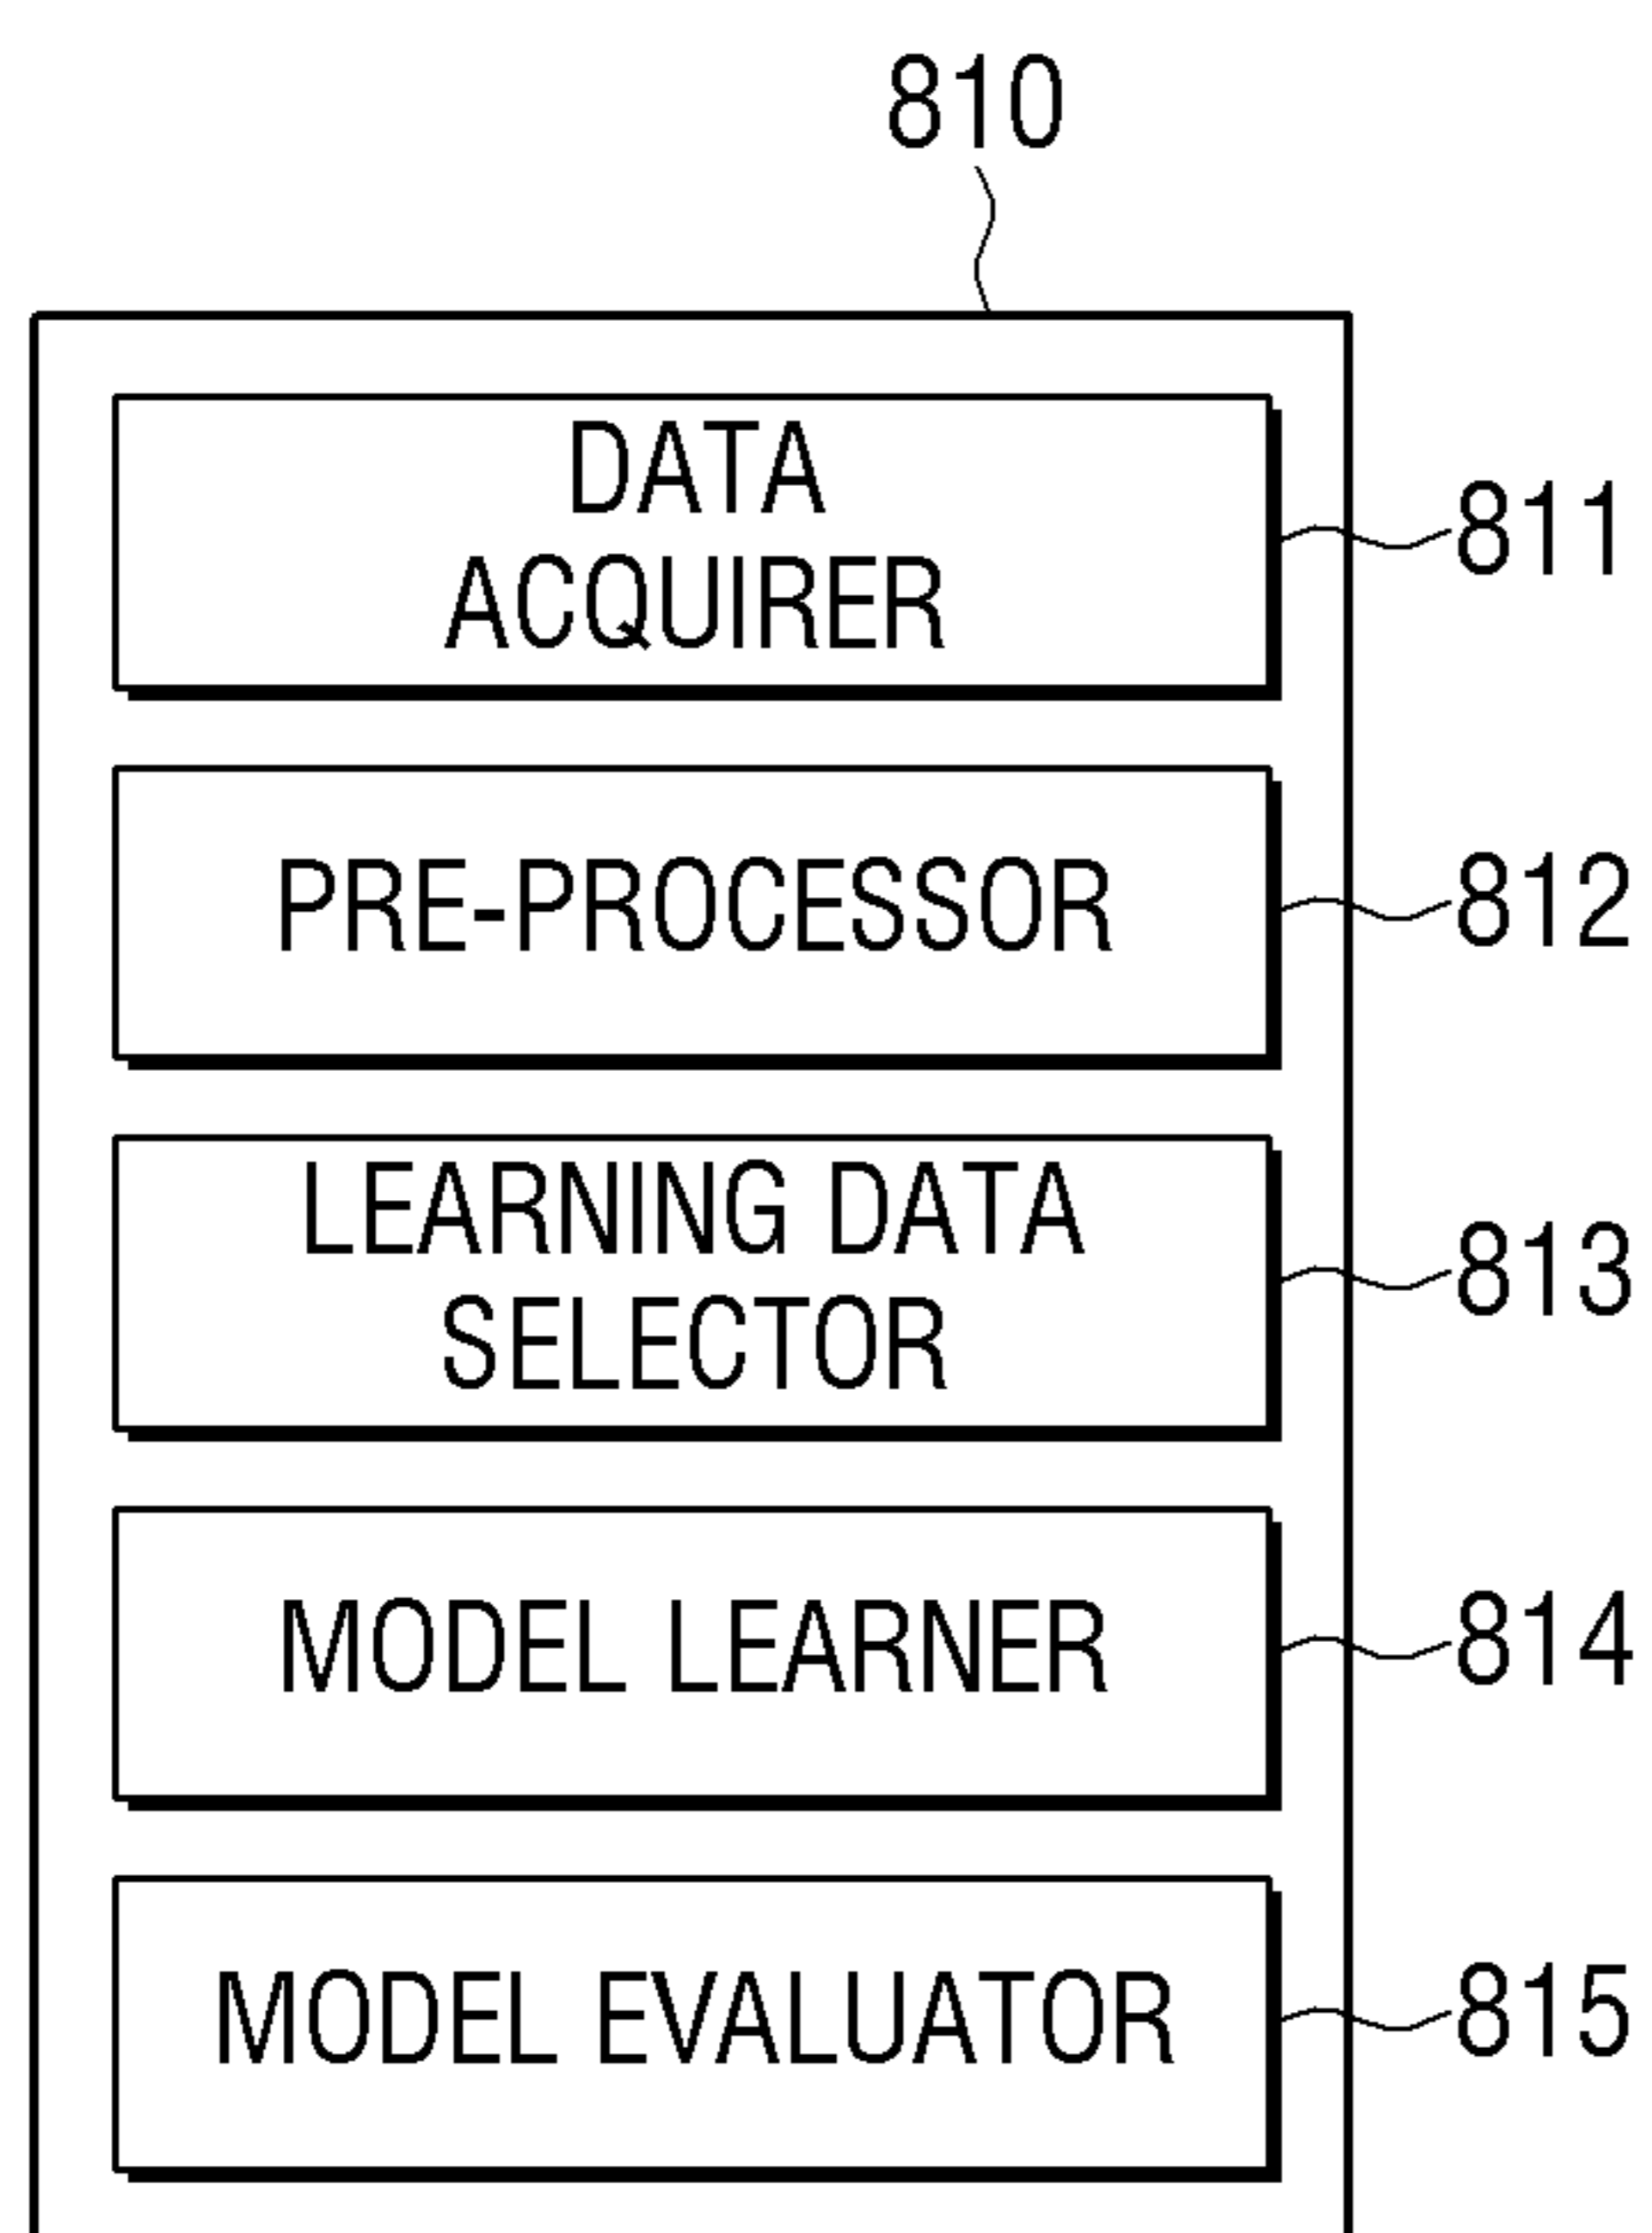 810
DATA
ACQUIRER
811
PRE-PROCESSOR
812
LEARNING DATA
SELECTOR
813
MODEL LEARNER
814
MODEL EVALUATOR
815